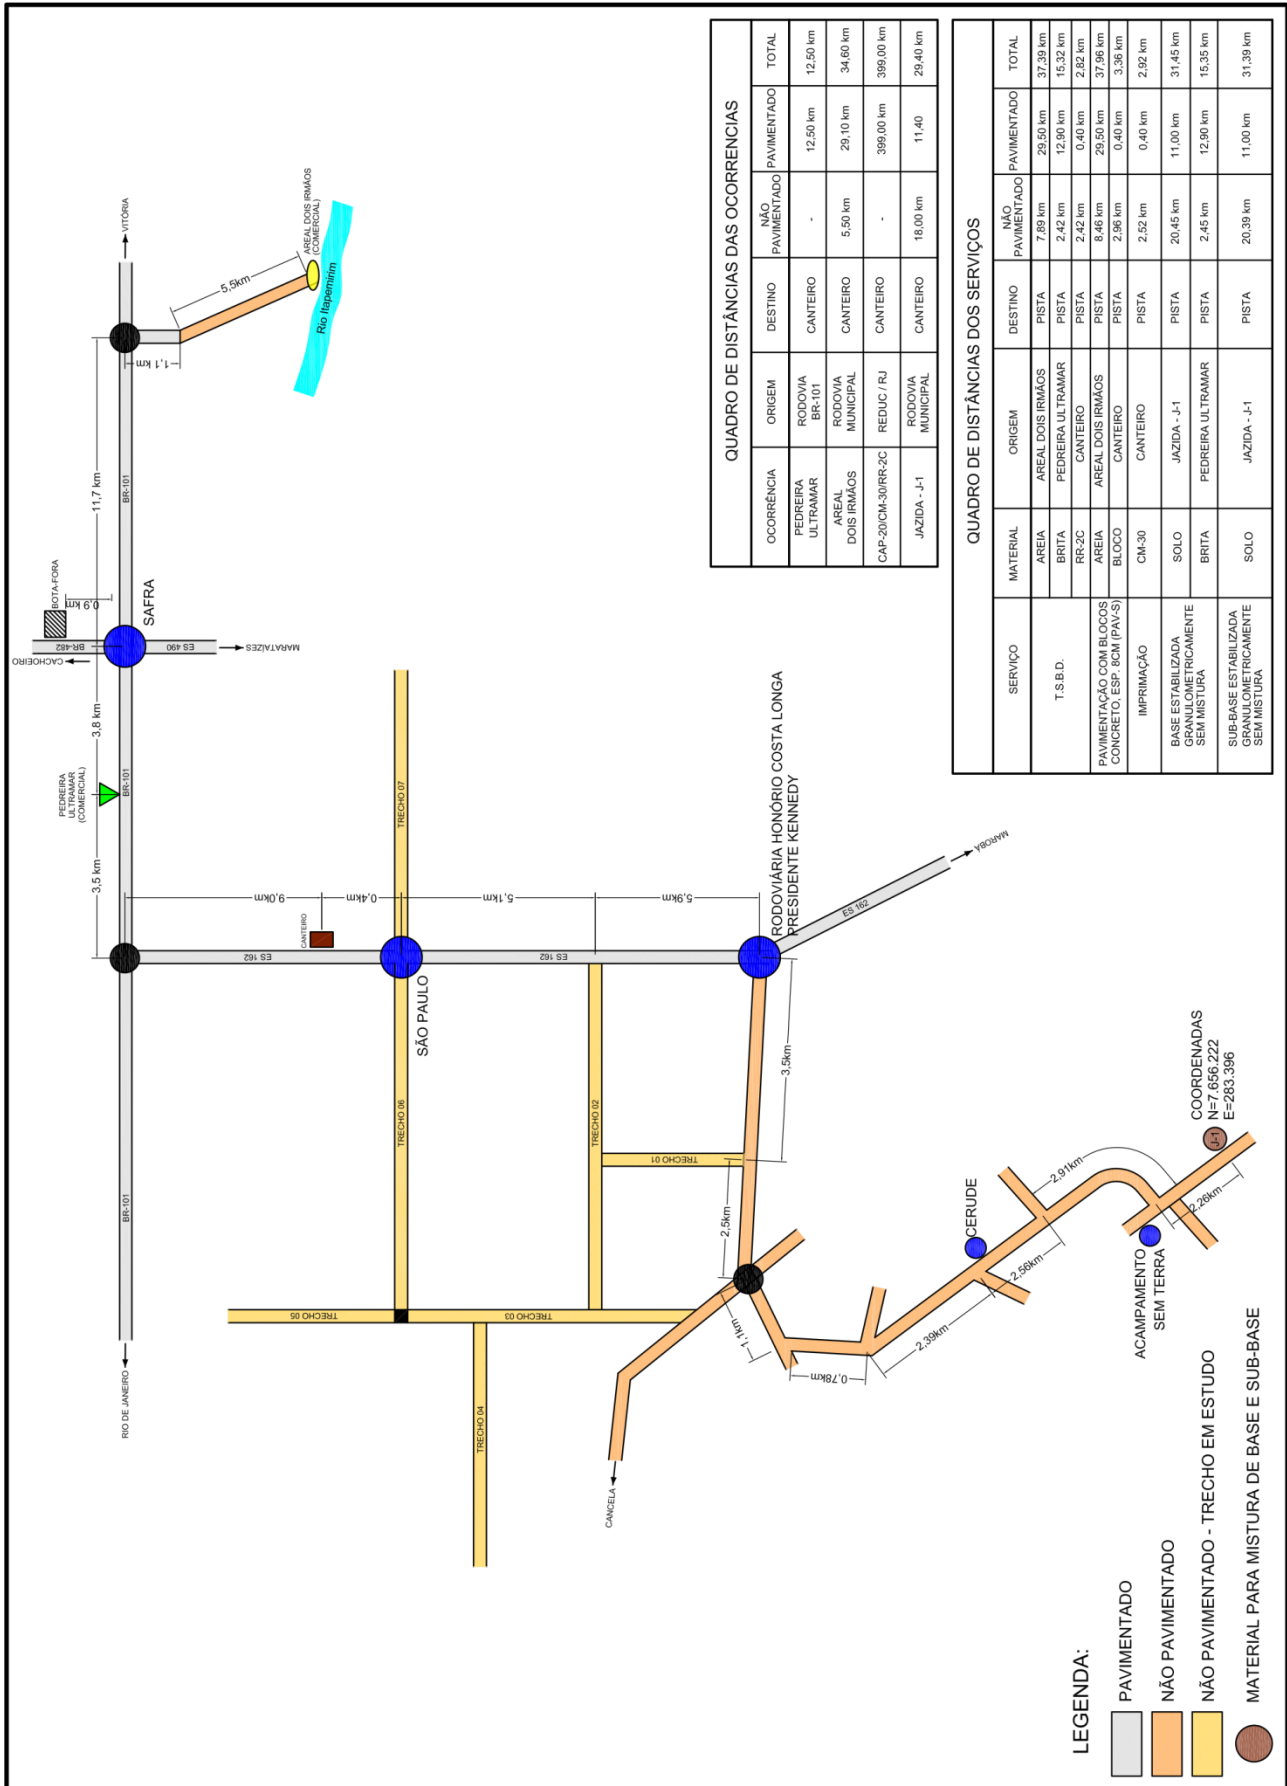 RIO DE JANEIRO
BR-101
3,5 km
PEDREIRA
ULTRAMAR
(COMERCIAL)
BR-101
3,8 km
CACHOEIRO
BR-482
BOTA-FORA
0,9 km
SAFRA
ES 490
MARATAÍZES
11,7 km
BR-101
VITÓRIA
1,1 km
5,5km
AREAL DOIS IRMÃOS
(COMERCIAL)
Rio Itapemirim
9,0km
ES 162
CANTEIRO
0,4km
SÃO PAULO
TRECHO 07
TRECHO 06
TRECHO 05
TRECHO 03
TRECHO 04
5,1km
ES 162
TRECHO 02
TRECHO 01
5,9km
RODOVIÁRIA HONÓRIO COSTA LONGA
PRESIDENTE KENNEDY
ES 162
MAROBÁ
3,5km
2,5km
CANCELA
1,1km
0,78km
2,39km
CERUDE
2,56km
2,91km
ACAMPAMENTO
SEM TERRA
2,26km
J-1
COORDENADAS
N=7.656.222
E=283.396
QUADRO DE DISTÂNCIAS DAS OCORRENCIAS
OCORRÊNCIA ORIGEM DESTINO NÃO PAVIMENTADO PAVIMENTADO TOTAL
PEDREIRA ULTRAMAR RODOVIA BR-101 CANTEIRO - 12,50 km 12,50 km
AREAL DOIS IRMÃOS RODOVIA MUNICIPAL CANTEIRO 5,50 km 29,10 km 34,60 km
CAP-20/CM-30/RR-2C REDUC / RJ CANTEIRO - 399,00 km 399,00 km
JAZIDA - J-1 RODOVIA MUNICIPAL CANTEIRO 18,00 km 11,40 29,40 km
QUADRO DE DISTÂNCIAS DOS SERVIÇOS
SERVIÇO MATERIAL ORIGEM DESTINO NÃO PAVIMENTADO PAVIMENTADO TOTAL
T.S.B.D. AREIA AREAL DOIS IRMÃOS PISTA 7,89 km 29,50 km 37,39 km
BRITA PEDREIRA ULTRAMAR PISTA 2,42 km 12,90 km 15,32 km
RR-2C CANTEIRO PISTA 2,42 km 0,40 km 2,82 km
PAVIMENTAÇÃO COM BLOCOS CONCRETO, ESP. 8CM (PAV-S) AREIA AREAL DOIS IRMÃOS PISTA 8,46 km 29,50 km 37,96 km
BLOCO CANTEIRO PISTA 2,96 km 0,40 km 3,36 km
IMPRIMAÇÃO CM-30 CANTEIRO PISTA 2,52 km 0,40 km 2,92 km
BASE ESTABILIZADA GRANULOMETRICAMENTE SEM MISTURA SOLO JAZIDA - J-1 PISTA 20,45 km 11,00 km 31,45 km
BRITA PEDREIRA ULTRAMAR PISTA 2,45 km 12,90 km 15,35 km
SUB-BASE ESTABILIZADA GRANULOMETRICAMENTE SEM MISTURA SOLO JAZIDA - J-1 PISTA 20,39 km 11,00 km 31,39 km
LEGENDA:
PAVIMENTADO
NÃO PAVIMENTADO
NÃO PAVIMENTADO - TRECHO EM ESTUDO
MATERIAL PARA MISTURA DE BASE E SUB-BASE